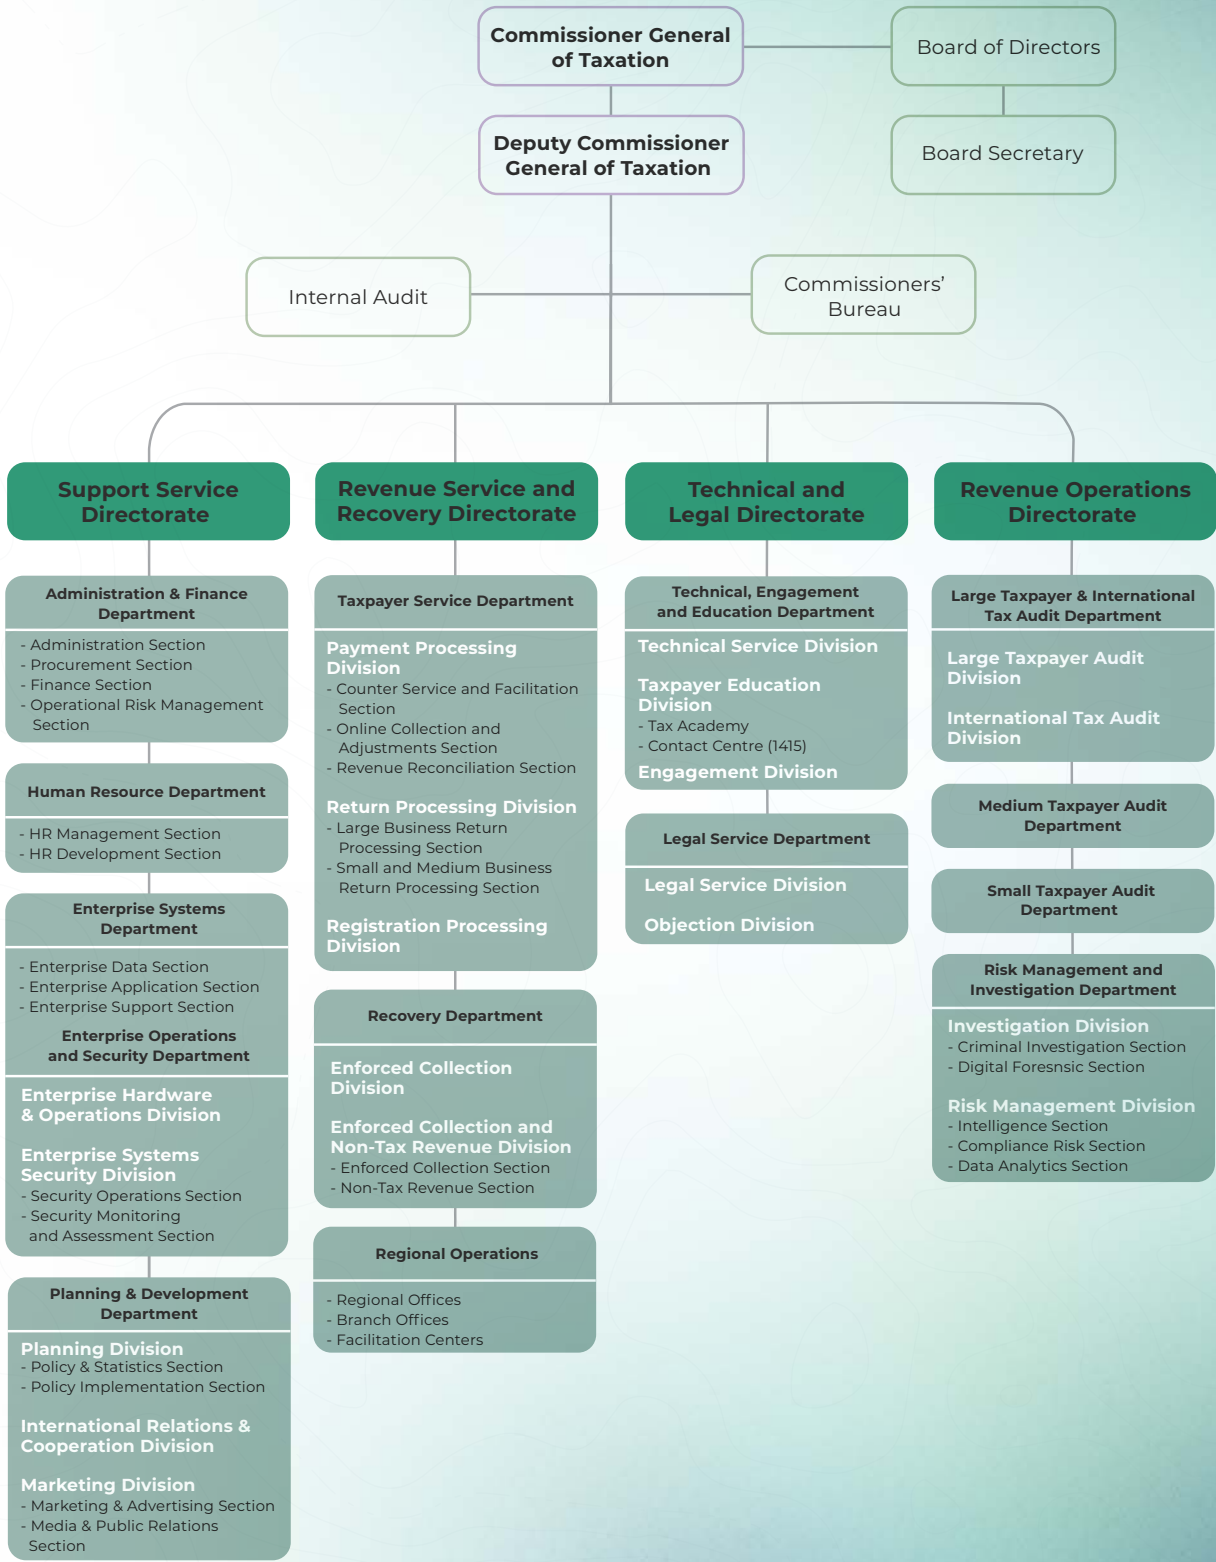 Commissioner General
of Taxation
Board of Directors
Deputy Commissioner
General of Taxation
Board Secretary
Internal Audit
Commissioners’
Bureau
Support Service
Directorate
Administration & Finance
Department
- Administration Section
- Procurement Section
- Finance Section
- Operational Risk Management
Section
Human Resource Department
- HR Management Section
- HR Development Section
Enterprise Systems
Department
- Enterprise Data Section
- Enterprise Application Section
- Enterprise Support Section
Enterprise Operations
and Security Department
Enterprise Hardware
& Operations Division
Enterprise Systems
Security Division
- Security Operations Section
- Security Monitoring
and Assessment Section
Planning & Development
Department
Planning Division
- Policy & Statistics Section
- Policy Implementation Section
International Relations &
Cooperation Division
Marketing Division
- Marketing & Advertising Section
- Media & Public Relations
Section
Revenue Service and
Recovery Directorate
Taxpayer Service Department
Payment Processing
Division
- Counter Service and Facilitation
Section
- Online Collection and
Adjustments Section
- Revenue Reconciliation Section
Return Processing Division
- Large Business Return
Processing Section
- Small and Medium Business
Return Processing Section
Registration Processing
Division
Recovery Department
Enforced Collection
Division
Enforced Collection and
Non-Tax Revenue Division
- Enforced Collection Section
- Non-Tax Revenue Section
Regional Operations
- Regional Offices
- Branch Offices
- Facilitation Centers
Technical and
Legal Directorate
Technical, Engagement
and Education Department
Technical Service Division
Taxpayer Education
Division
- Tax Academy
- Contact Centre (1415)
Engagement Division
Legal Service Department
Legal Service Division
Objection Division
Revenue Operations
Directorate
Large Taxpayer & International
Tax Audit Department
Large Taxpayer Audit
Division
International Tax Audit
Division
Medium Taxpayer Audit
Department
Small Taxpayer Audit
Department
Risk Management and
Investigation Department
Investigation Division
- Criminal Investigation Section
- Digital Foresnsic Section
Risk Management Division
- Intelligence Section
- Compliance Risk Section
- Data Analytics Section